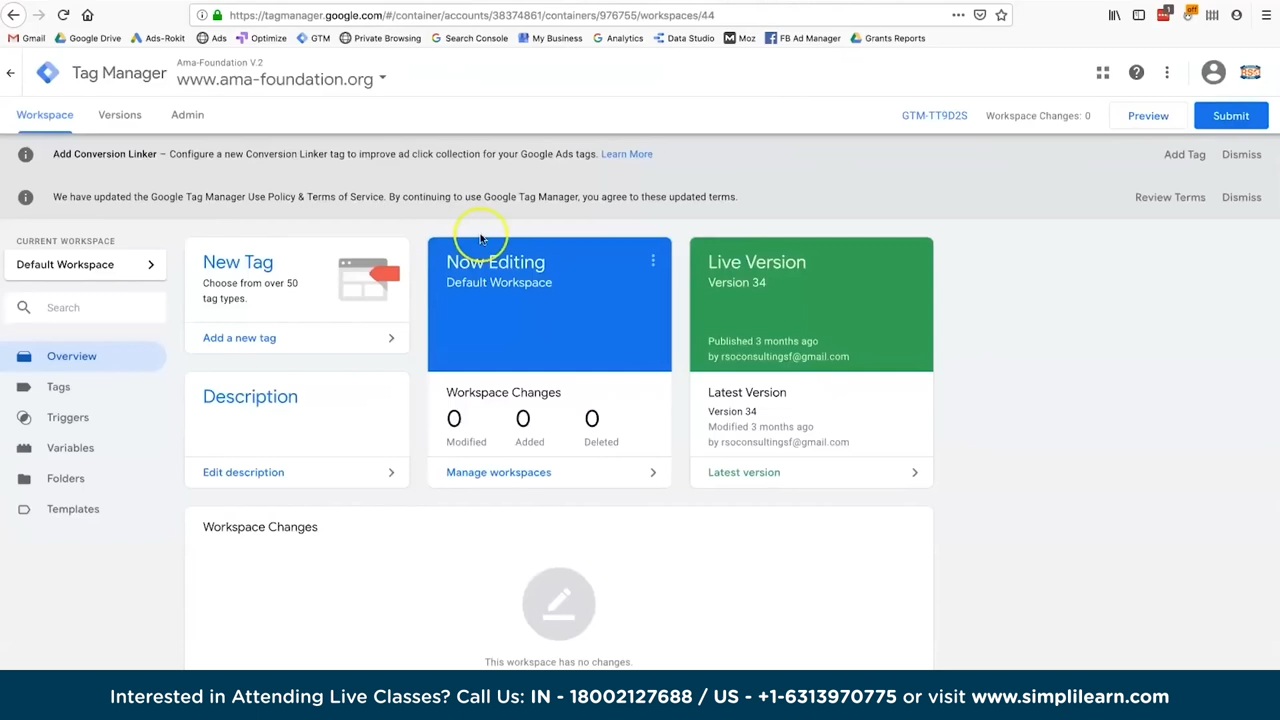 https://tagmanager.google.com/#/container/accounts/38374861/containers/976755/workspaces/44
Gmail Google Drive Ads-Rokit Ads Optimize GTM Private Browsing Search Console My Business Analytics Data Studio Moz FB Ad Manager Grants Reports
1
off
Tag Manager
Ama-Foundation V.2
www.ama-foundation.org
Workspace Versions Admin
GTM-TT9D2S Workspace Changes: 0 Preview Submit
Add Conversion Linker – Configure a new Conversion Linker tag to improve ad click collection for your Google Ads tags. Learn More
Add Tag Dismiss
We have updated the Google Tag Manager Use Policy & Terms of Service. By continuing to use Google Tag Manager, you agree to these updated terms.
Review Terms Dismiss
CURRENT WORKSPACE
Default Workspace
Search
Overview
Tags
Triggers
Variables
Folders
Templates
New Tag
Choose from over 50
tag types.
Add a new tag
Description
Edit description
Now Editing
Default Workspace
Workspace Changes
0 0 0
Modified Added Deleted
Manage workspaces
Live Version
Version 34
Published 3 months ago
by rsoconsultingsf@gmail.com
Latest Version
Version 34
Modified 3 months ago
by rsoconsultingsf@gmail.com
Latest version
Workspace Changes
This workspace has no changes.
Interested in Attending Live Classes? Call Us: IN - 18002127688 / US - +1-6313970775 or visit www.simplilearn.com